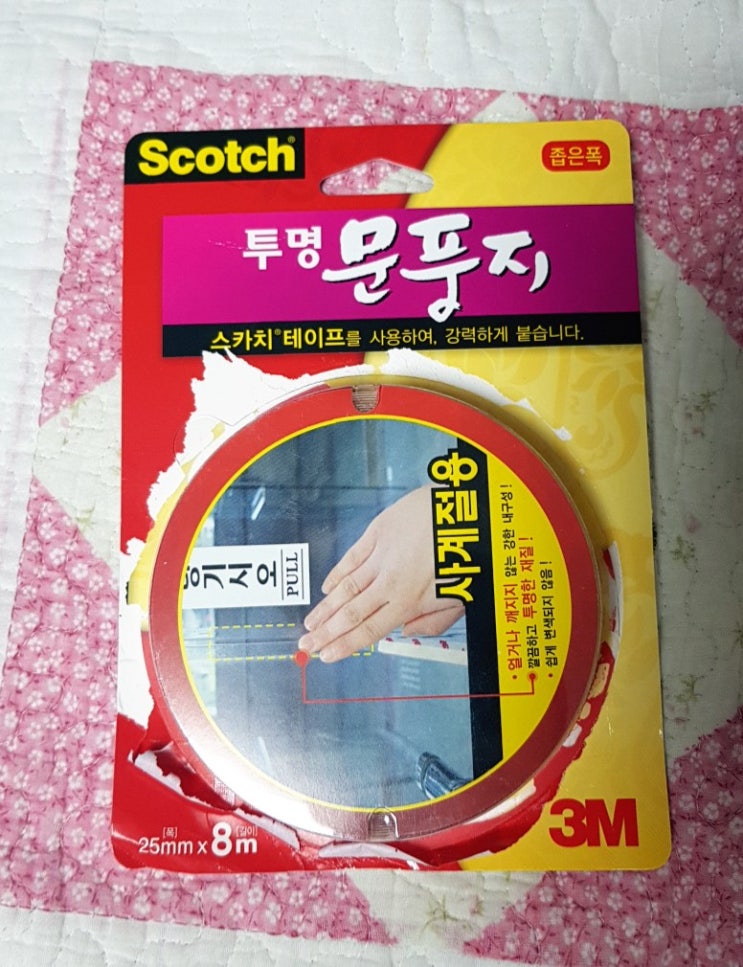 Scotch®
좁은폭
투명 문풍지
스카치®테이프를 사용하여, 강력하게 붙습니다.
사계절용
• 얼거나 깨지지 않는 강한 내구성!
• 깔끔하고 투명한 재질!
• 쉽게 변색되지 않음!
기시오
PULL
[폭] [길이]
25mm x 8m
3M